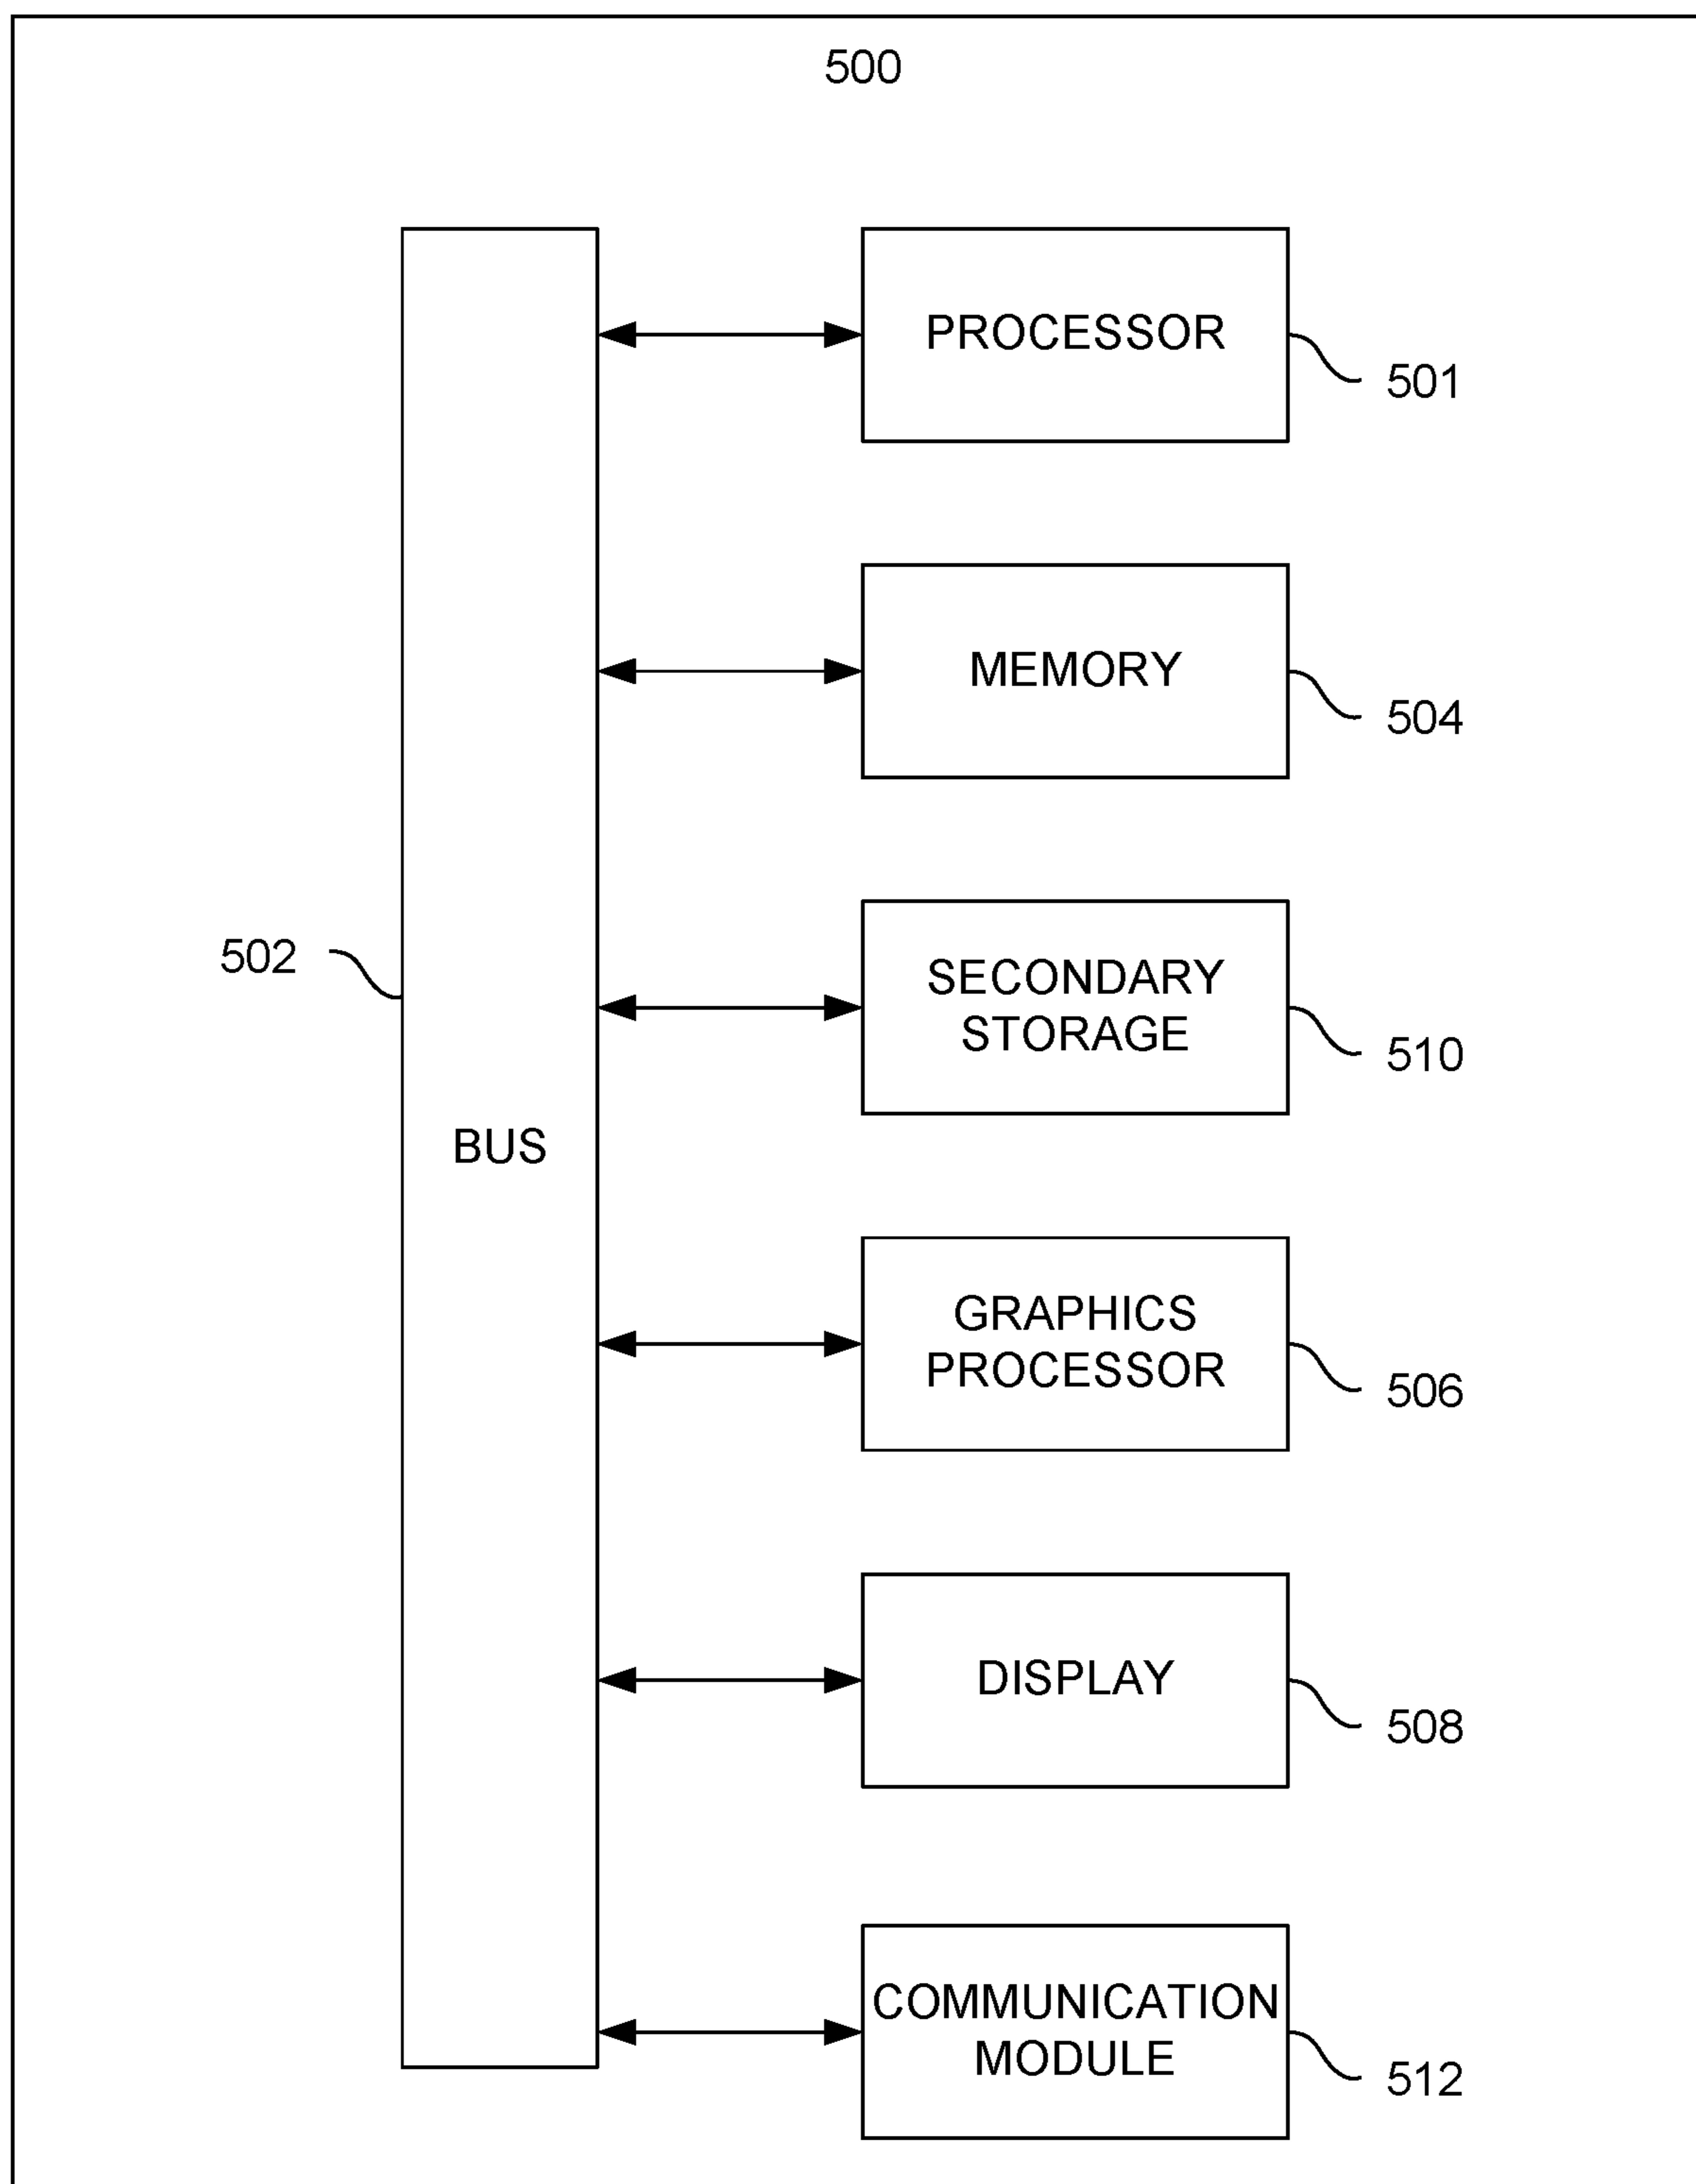 500
PROCESSOR
501
MEMORY
504
502
SECONDARY
STORAGE
510
BUS
GRAPHICS
PROCESSOR
506
DISPLAY
508
COMMUNICATION
MODULE
512